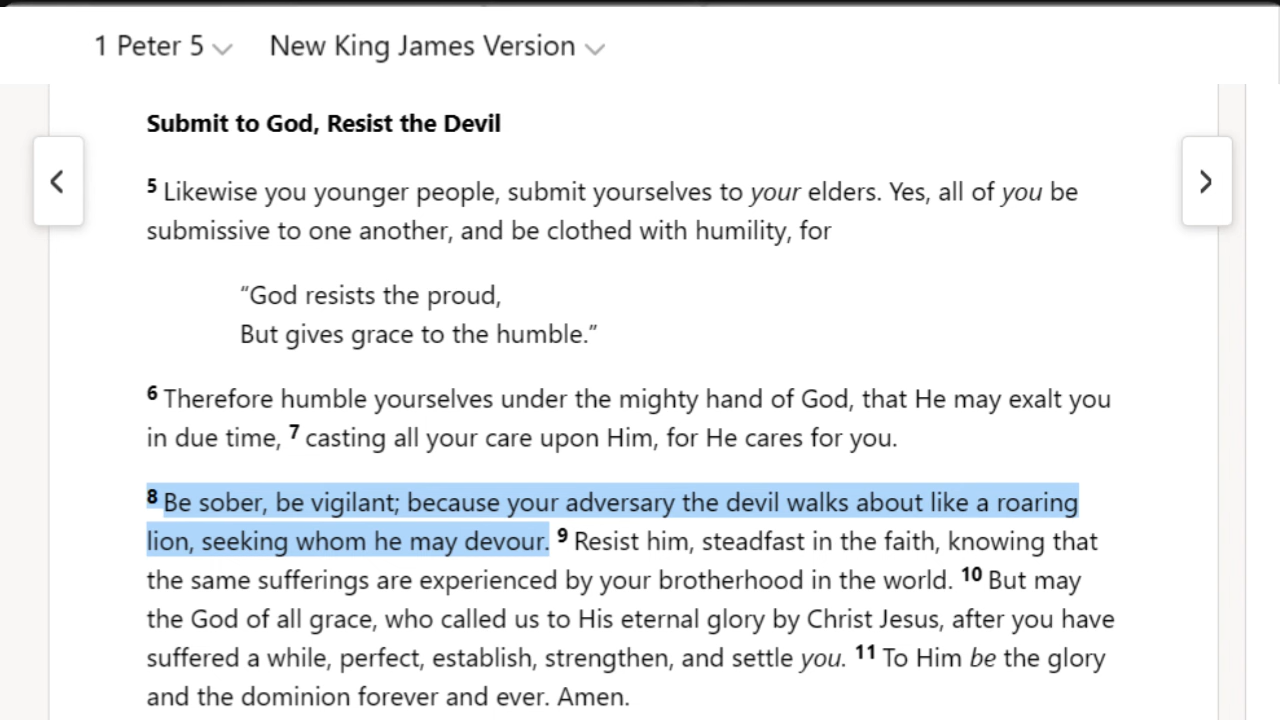 1 Peter 5 New King James Version
Submit to God, Resist the Devil
5 Likewise you younger people, submit yourselves to your elders. Yes, all of you be
submissive to one another, and be clothed with humility, for
“God resists the proud,
But gives grace to the humble.”
6 Therefore humble yourselves under the mighty hand of God, that He may exalt you
in due time, 7 casting all your care upon Him, for He cares for you.
8 Be sober, be vigilant; because your adversary the devil walks about like a roaring
lion, seeking whom he may devour. 9 Resist him, steadfast in the faith, knowing that
the same sufferings are experienced by your brotherhood in the world. 10 But may
the God of all grace, who called us to His eternal glory by Christ Jesus, after you have
suffered a while, perfect, establish, strengthen, and settle you. 11 To Him be the glory
and the dominion forever and ever. Amen.